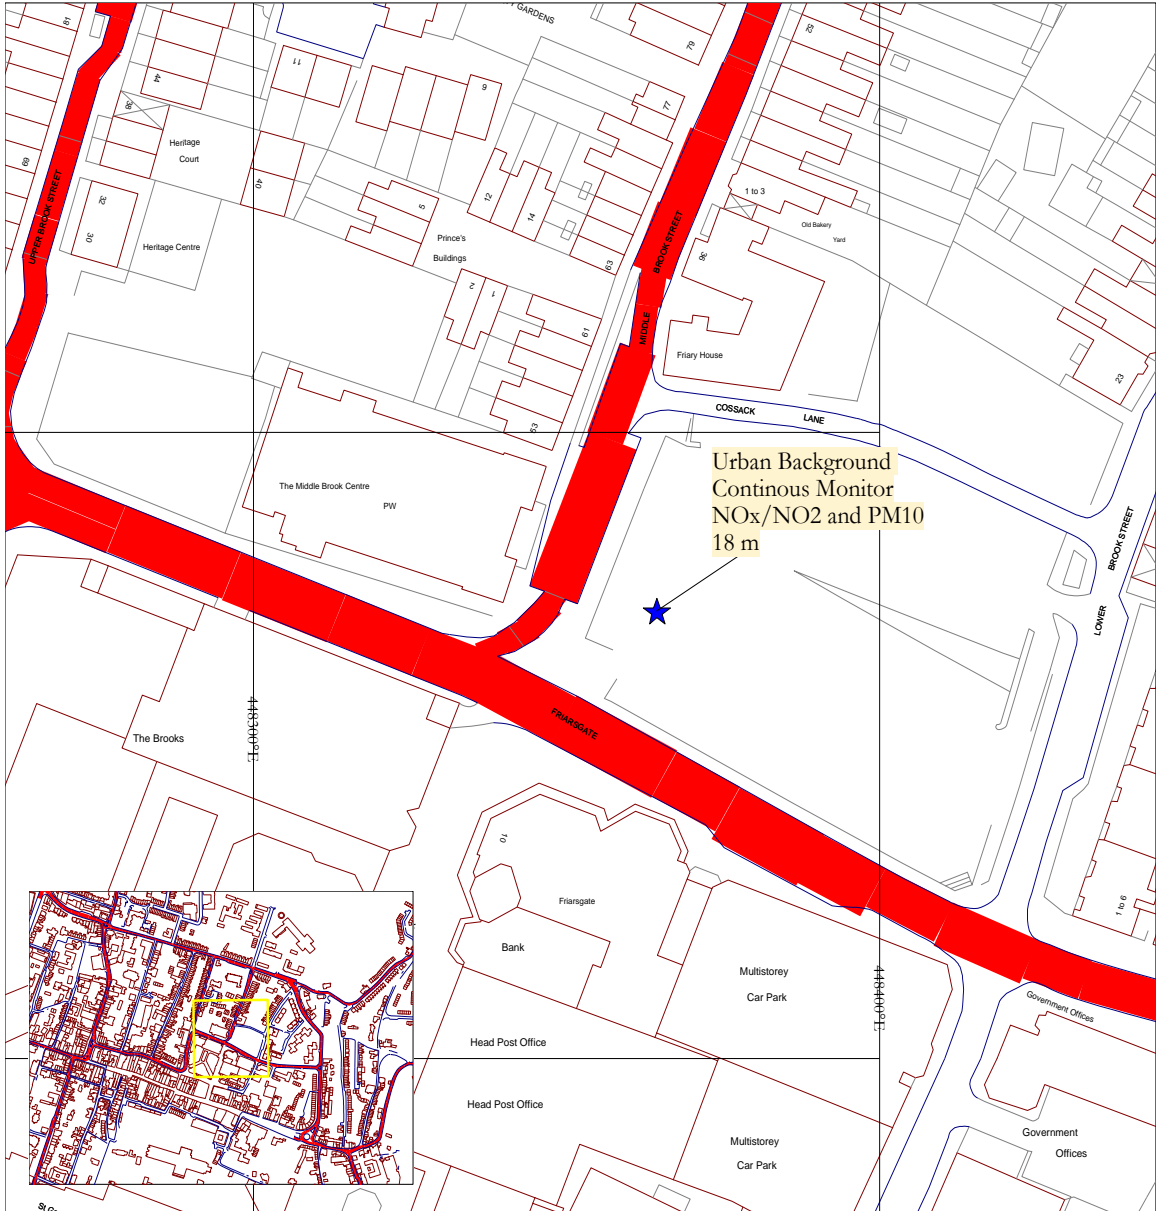 81
44
38
11
9
79
52
Y GARDENS
77
Heritage
Court
69
UPPER BROOK STREET
32
30
40
5
12
14
1 to 3
Old Bakery
Yard
Heritage Centre
Prince's
Buildings
63
BROOK STREET
36
2
1
61
MIDDLE
Friary House
23
COSSACK
LANE
53
Urban Background
Continous Monitor
NOx/NO2 and PM10
18 m
The Middle Brook Centre
PW
BROOK STREET
LOWER
448300°E
The Brooks
FRIARSGATE
10
Friarsgate
Bank
1 to 6
Multistorey
Car Park
448400°E
Government Offices
Head Post Office
Head Post Office
Multistorey
Car Park
Government
Offices